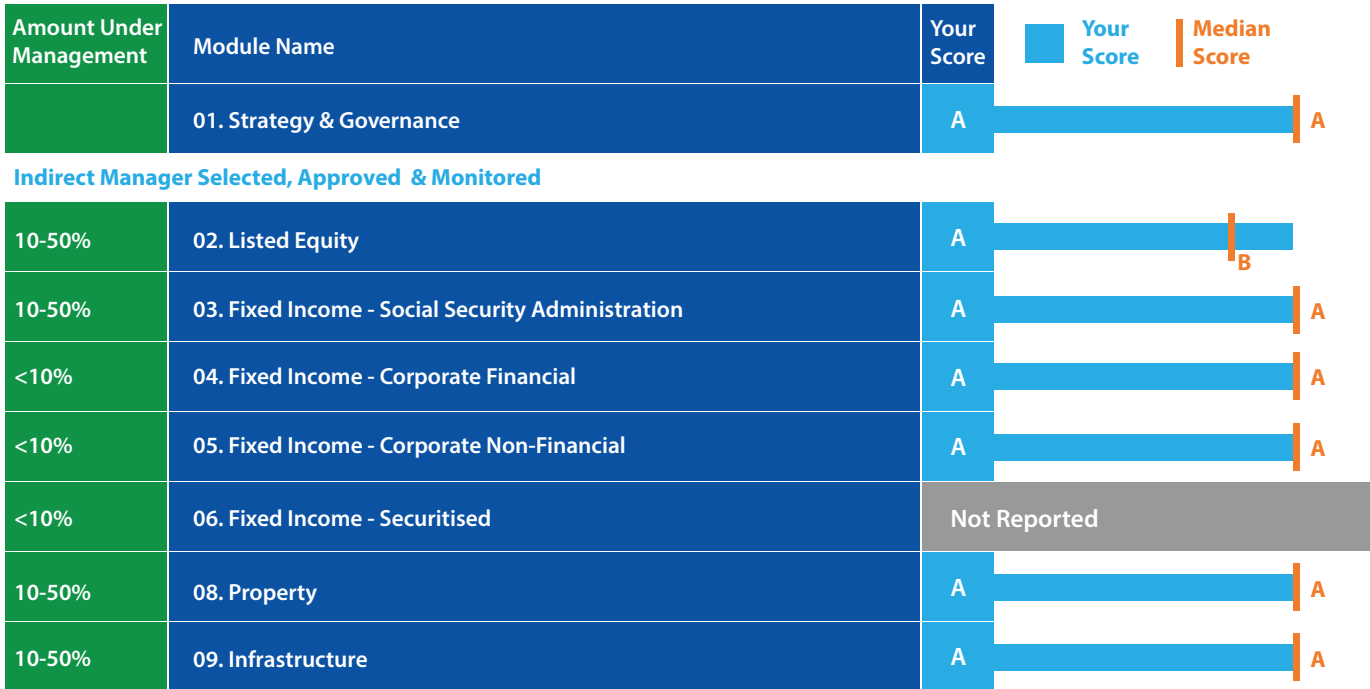 Amount Under
Management
Module Name
Your
Score
Your
Score
Median
Score
01. Strategy & Governance
A
A
Indirect Manager Selected, Approved & Monitored
10-50%
02. Listed Equity
A
B
10-50%
03. Fixed Income - Social Security Administration
A
A
<10%
04. Fixed Income - Corporate Financial
A
A
<10%
05. Fixed Income - Corporate Non-Financial
A
A
<10%
06. Fixed Income - Securitised
Not Reported
10-50%
08. Property
A
A
10-50%
09. Infrastructure
A
A